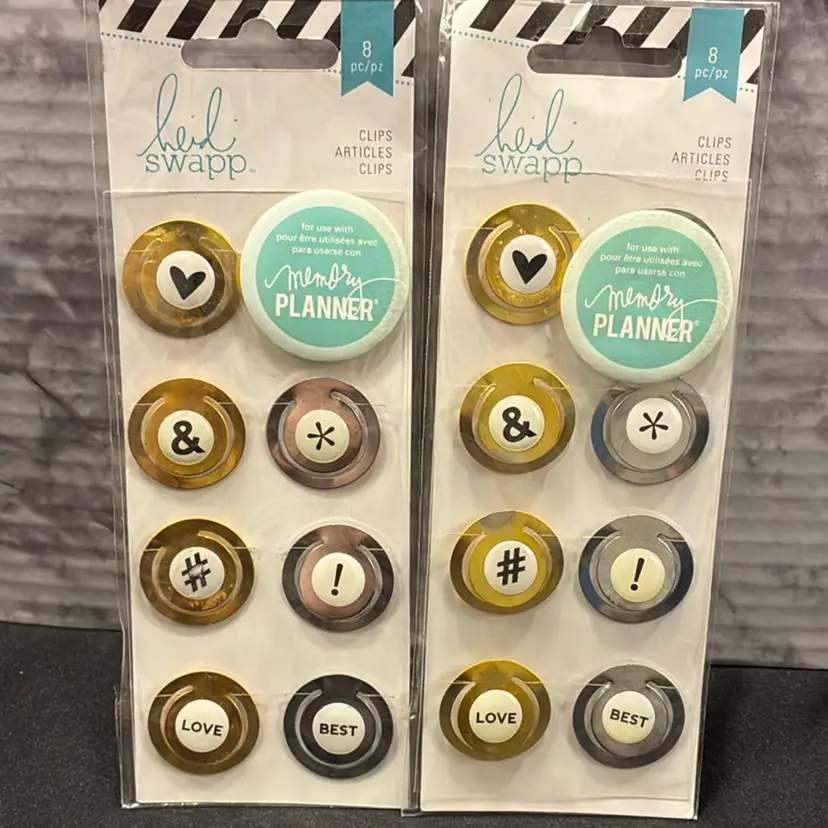 8
pc/pz
heidi
swapp™
CLIPS
ARTICLES
CLIPS
for use with
pour être utilisées avec
para usarse con
memory
PLANNER®
&
*
#
!
LOVE
BEST
8
pc/pz
heidi
swapp
CLIPS
ARTICLES
CLIPS
for use with
pour être utilisées avec
para usarse con
memory
PLANNER®
&
*
#
!
LOVE
BEST